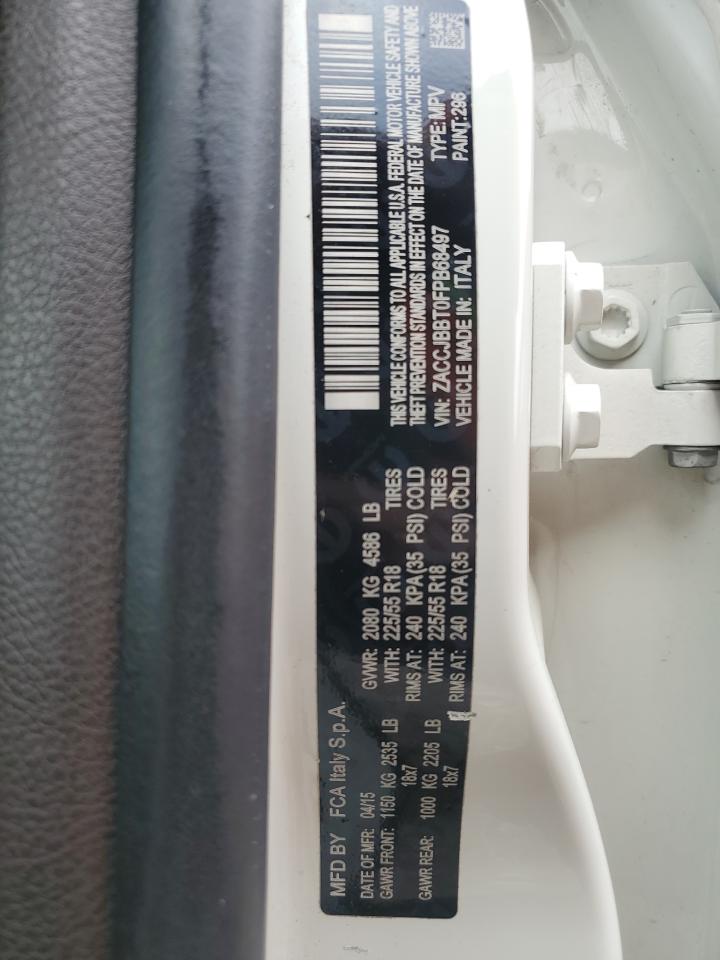 MFD BY FCA Italy S.p.A.
DATE OF MFR: 04/15 GVWR: 2080 KG 4586 LB
GAWR FRONT: 1150 KG 2535 LB WITH: 225/55 R18 TIRES
18x7 RIMS AT: 240 KPA(35 PSI) COLD
GAWR REAR: 1000 KG 2205 LB WITH: 225/55 R18 TIRES
18x7 RIMS AT: 240 KPA(35 PSI) COLD
THIS VEHICLE CONFORMS TO ALL APPLICABLE U.S.A. FEDERAL MOTOR VEHICLE SAFETY AND
THEFT PREVENTION STANDARDS IN EFFECT ON THE DATE OF MANUFACTURE SHOWN ABOVE
VIN: ZACCJBBT0FPB68497 TYPE: MPV
VEHICLE MADE IN: ITALY PAINT: 296